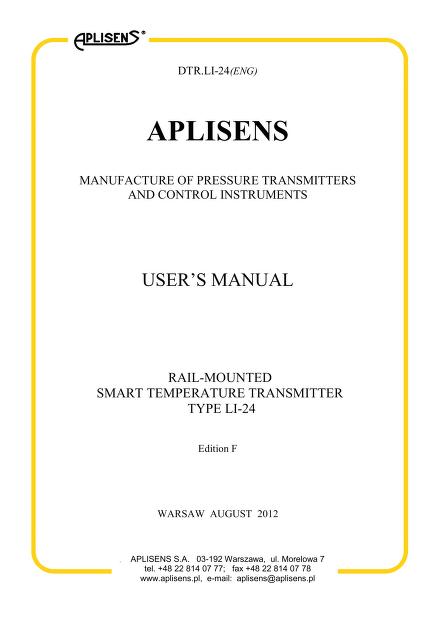 APLISENS®
DTR.LI-24(ENG)
APLISENS
MANUFACTURE OF PRESSURE TRANSMITTERS
AND CONTROL INSTRUMENTS
USER'S MANUAL
RAIL-MOUNTED
SMART TEMPERATURE TRANSMITTER
TYPE LI-24
Edition F
WARSAW AUGUST 2012
APLISENS S.A. 03-192 Warszawa, ul. Morelowa 7
tel. +48 22 814 07 77; fax +48 22 814 07 78
www.aplisens.pl, e-mail: aplisens@aplisens.pl